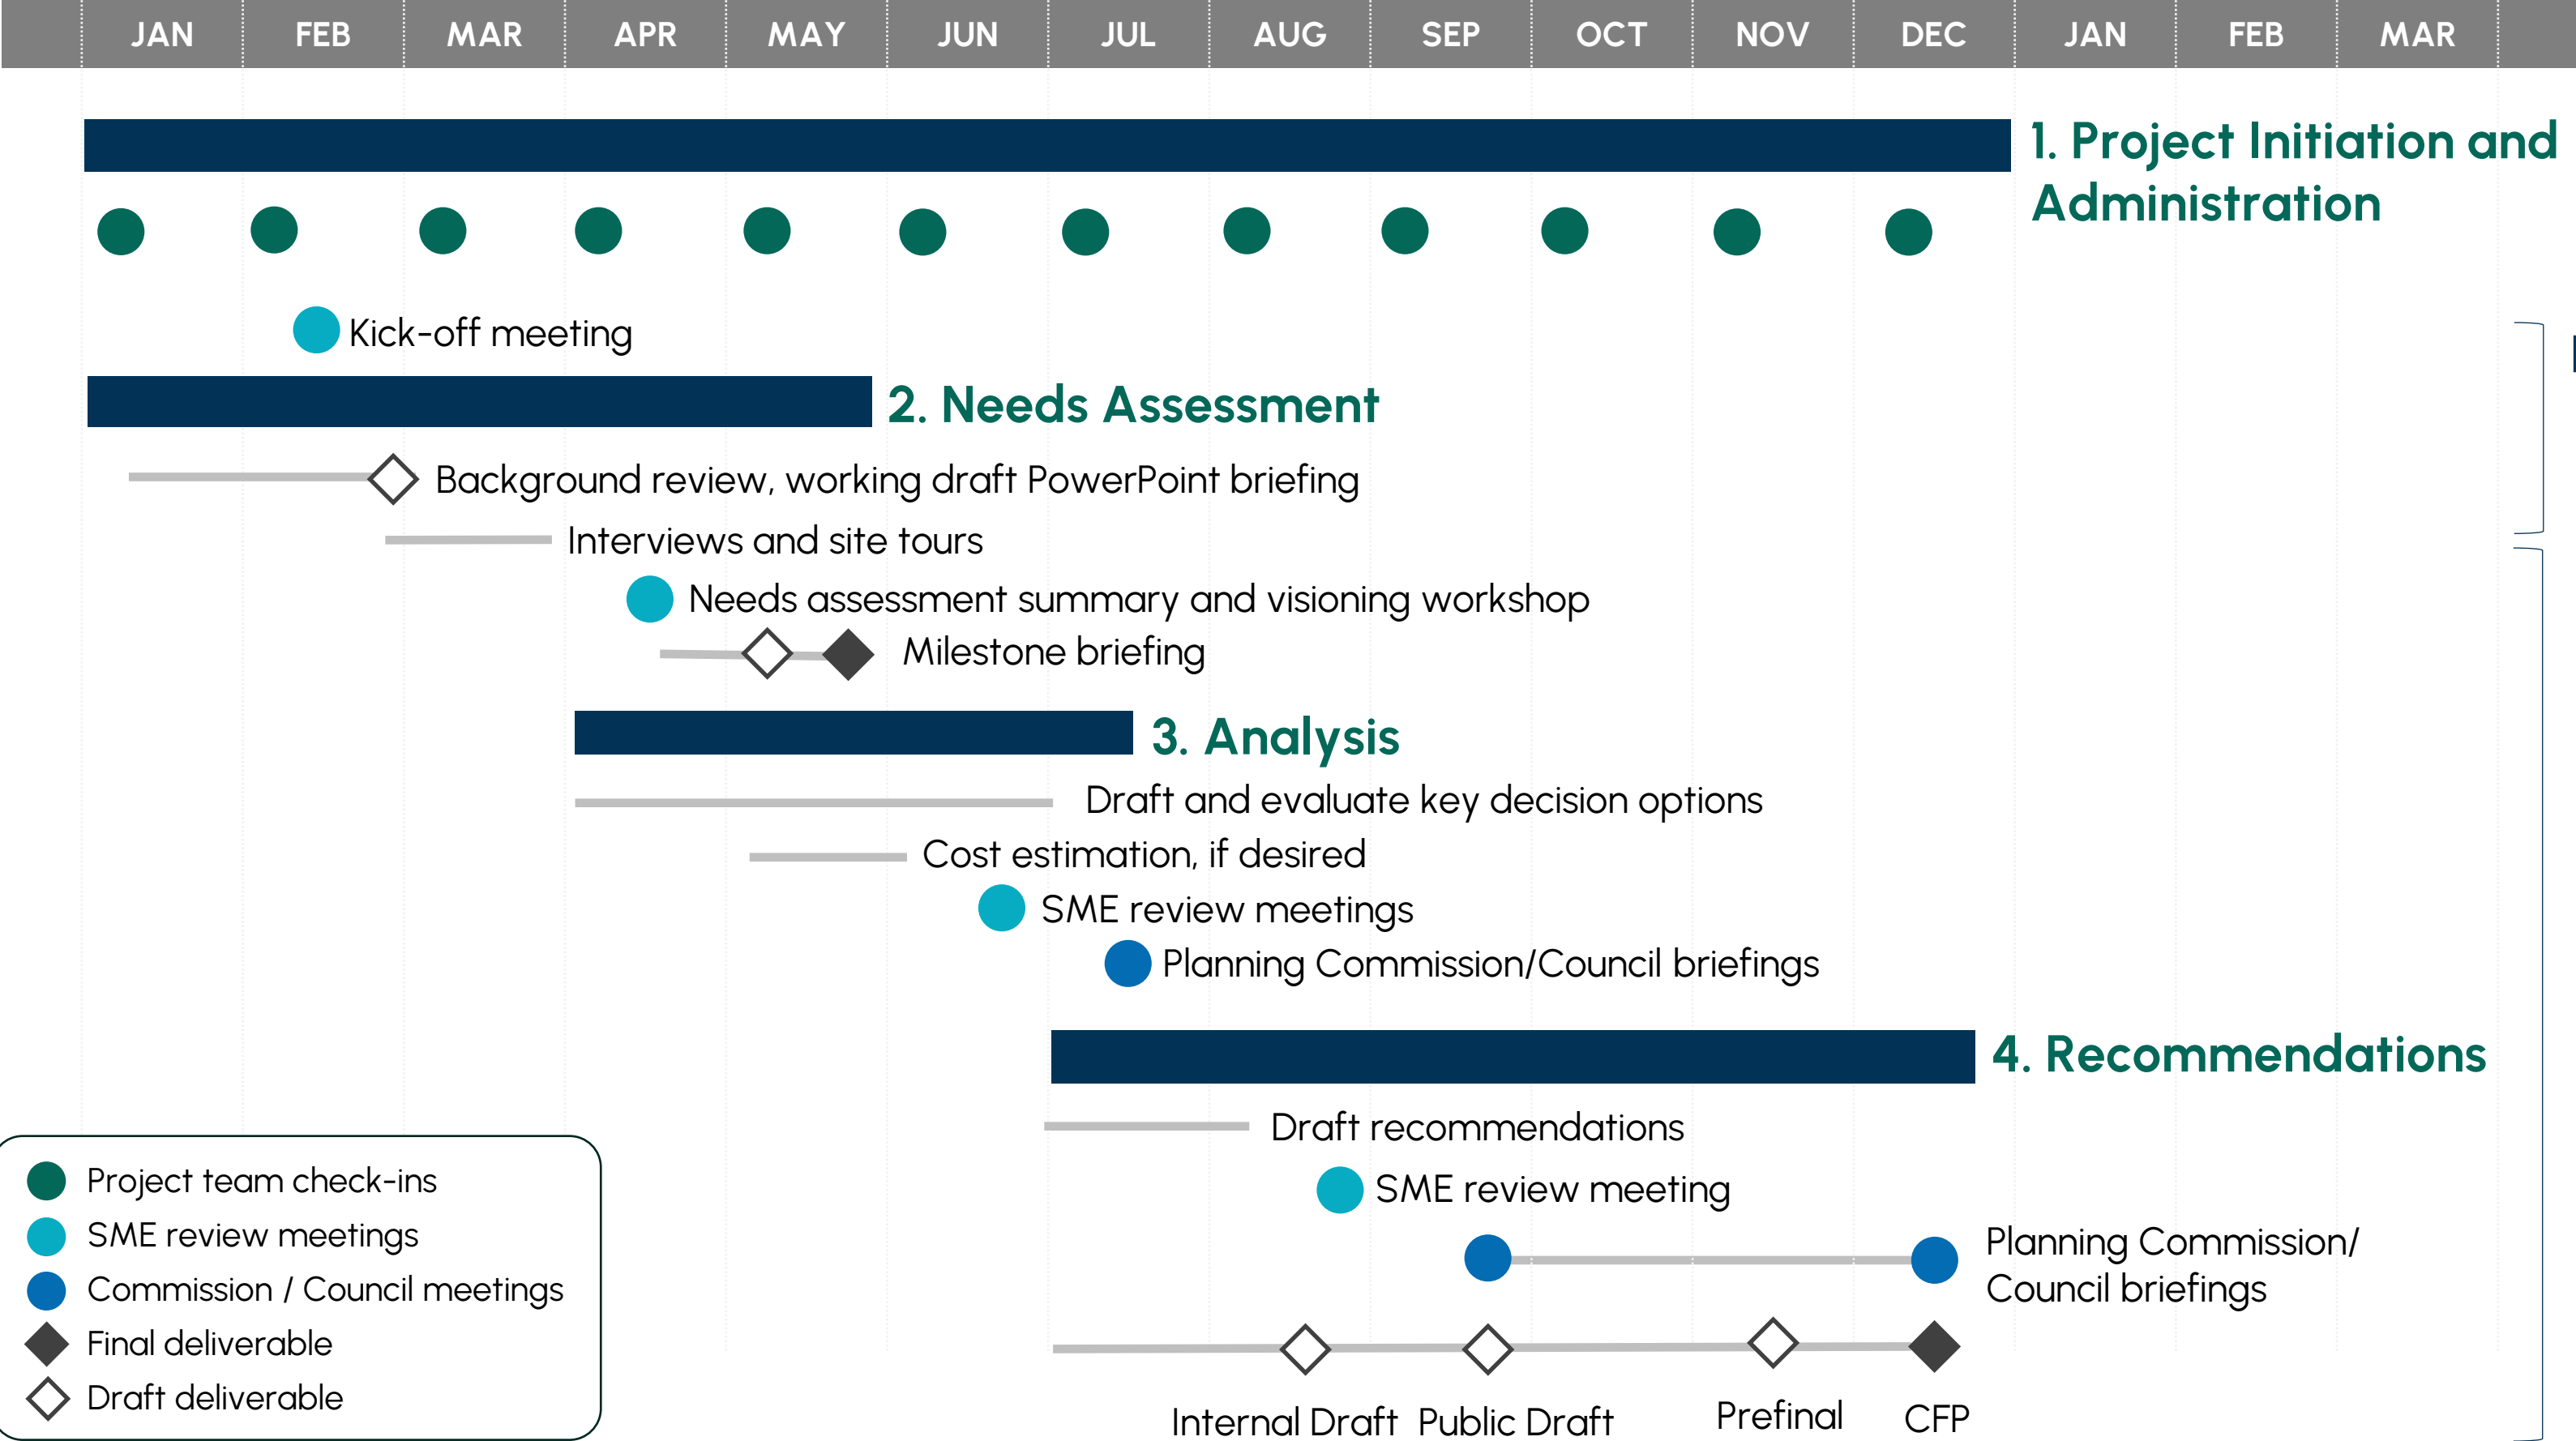 JAN FEB MAR APR MAY JUN JUL AUG SEP OCT NOV DEC JAN FEB MAR
1. Project Initiation and
Administration
Kick-off meeting
2. Needs Assessment
Background review, working draft PowerPoint briefing
Interviews and site tours
Needs assessment summary and visioning workshop
Milestone briefing
3. Analysis
Draft and evaluate key decision options
Cost estimation, if desired
SME review meetings
Planning Commission/Council briefings
4. Recommendations
Draft recommendations
SME review meeting
Planning Commission/
Council briefings
Internal Draft Public Draft Prefinal CFP
Project team check-ins
SME review meetings
Commission / Council meetings
Final deliverable
Draft deliverable